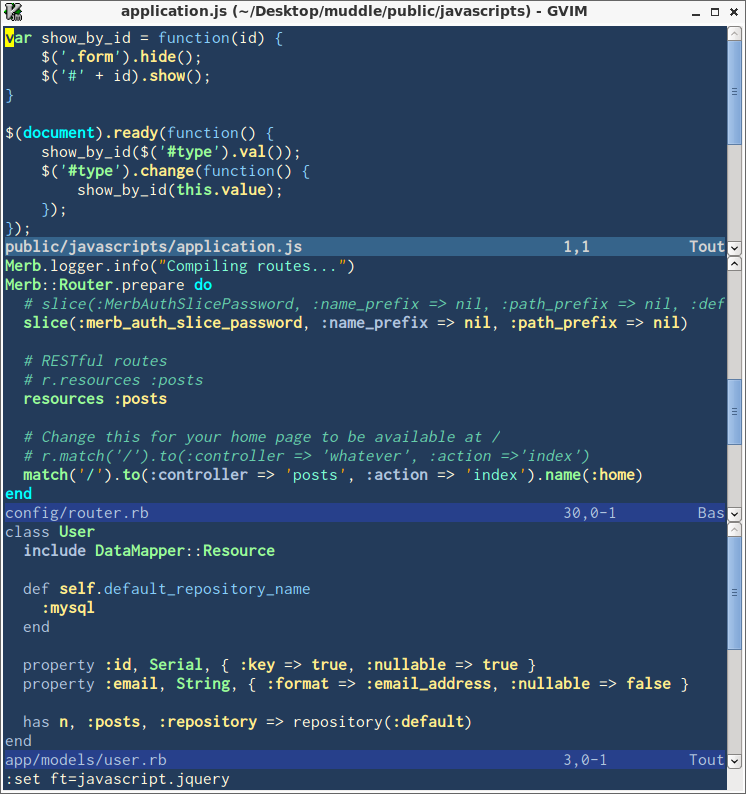 application.js (~/Desktop/muddle/public/javascripts) - GVIM
var show_by_id = function(id) {
    $('.form').hide();
    $('#' + id).show();
}

$(document).ready(function() {
    show_by_id($('#type').val());
    $('#type').change(function() {
        show_by_id(this.value);
    });
});
public/javascripts/application.js 1,1 Tout
Merb.logger.info("Compiling routes...")
Merb::Router.prepare do
  # slice(:MerbAuthSlicePassword, :name_prefix => nil, :path_prefix => nil, :def
  slice(:merb_auth_slice_password, :name_prefix => nil, :path_prefix => nil)

  # RESTful routes
  # r.resources :posts
  resources :posts

  # Change this for your home page to be available at /
  # r.match('/').to(:controller => 'whatever', :action =>'index')
  match('/').to(:controller => 'posts', :action => 'index').name(:home)
end
config/router.rb 30,0-1 Bas
class User
  include DataMapper::Resource

  def self.default_repository_name
    :mysql
  end

  property :id, Serial, { :key => true, :nullable => true }
  property :email, String, { :format => :email_address, :nullable => false }

  has n, :posts, :repository => repository(:default)
end
app/models/user.rb 3,0-1 Tout
:set ft=javascript.jquery